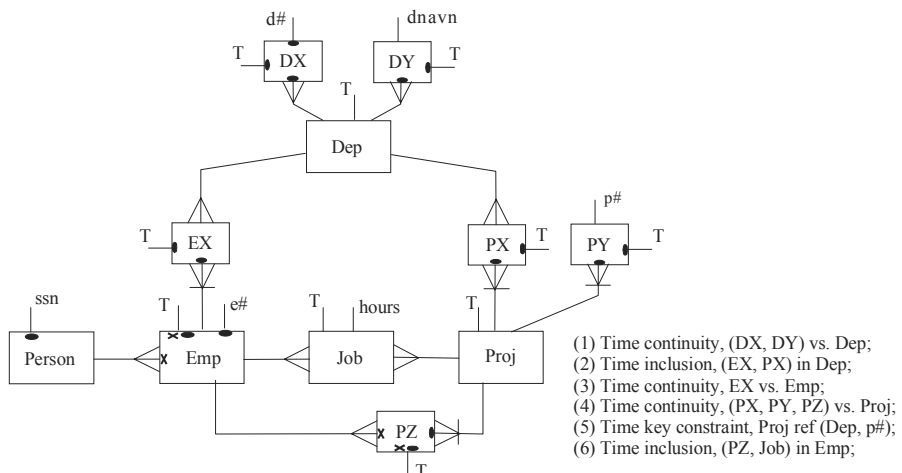 d# dnavn
T DX DY T
T
Dep
p#
T EX PX T PY T
ssn T e# T hours T
Person Emp Job Proj
PZ
T
(1) Time continuity, (DX, DY) vs. Dep;
(2) Time inclusion, (EX, PX) in Dep;
(3) Time continuity, EX vs. Emp;
(4) Time continuity, (PX, PY, PZ) vs. Proj;
(5) Time key constraint, Proj ref (Dep, p#);
(6) Time inclusion, (PZ, Job) in Emp;